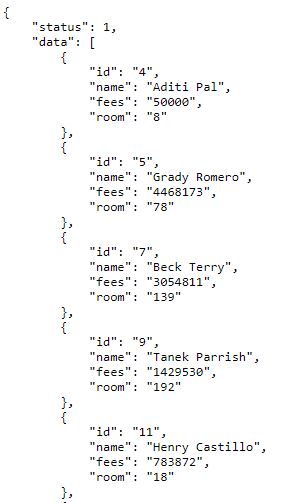 {
    "status": 1,
    "data": [
        {
            "id": "4",
            "name": "Aditi Pal",
            "fees": "50000",
            "room": "8"
        },
        {
            "id": "5",
            "name": "Grady Romero",
            "fees": "4468173",
            "room": "78"
        },
        {
            "id": "7",
            "name": "Beck Terry",
            "fees": "3054811",
            "room": "139"
        },
        {
            "id": "9",
            "name": "Tanek Parrish",
            "fees": "1429530",
            "room": "192"
        },
        {
            "id": "11",
            "name": "Henry Castillo",
            "fees": "783872",
            "room": "18"
        },